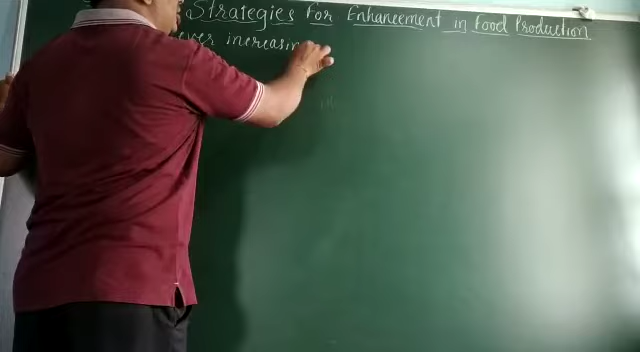 Strategies For Enhancement in Food Production
ever increasin